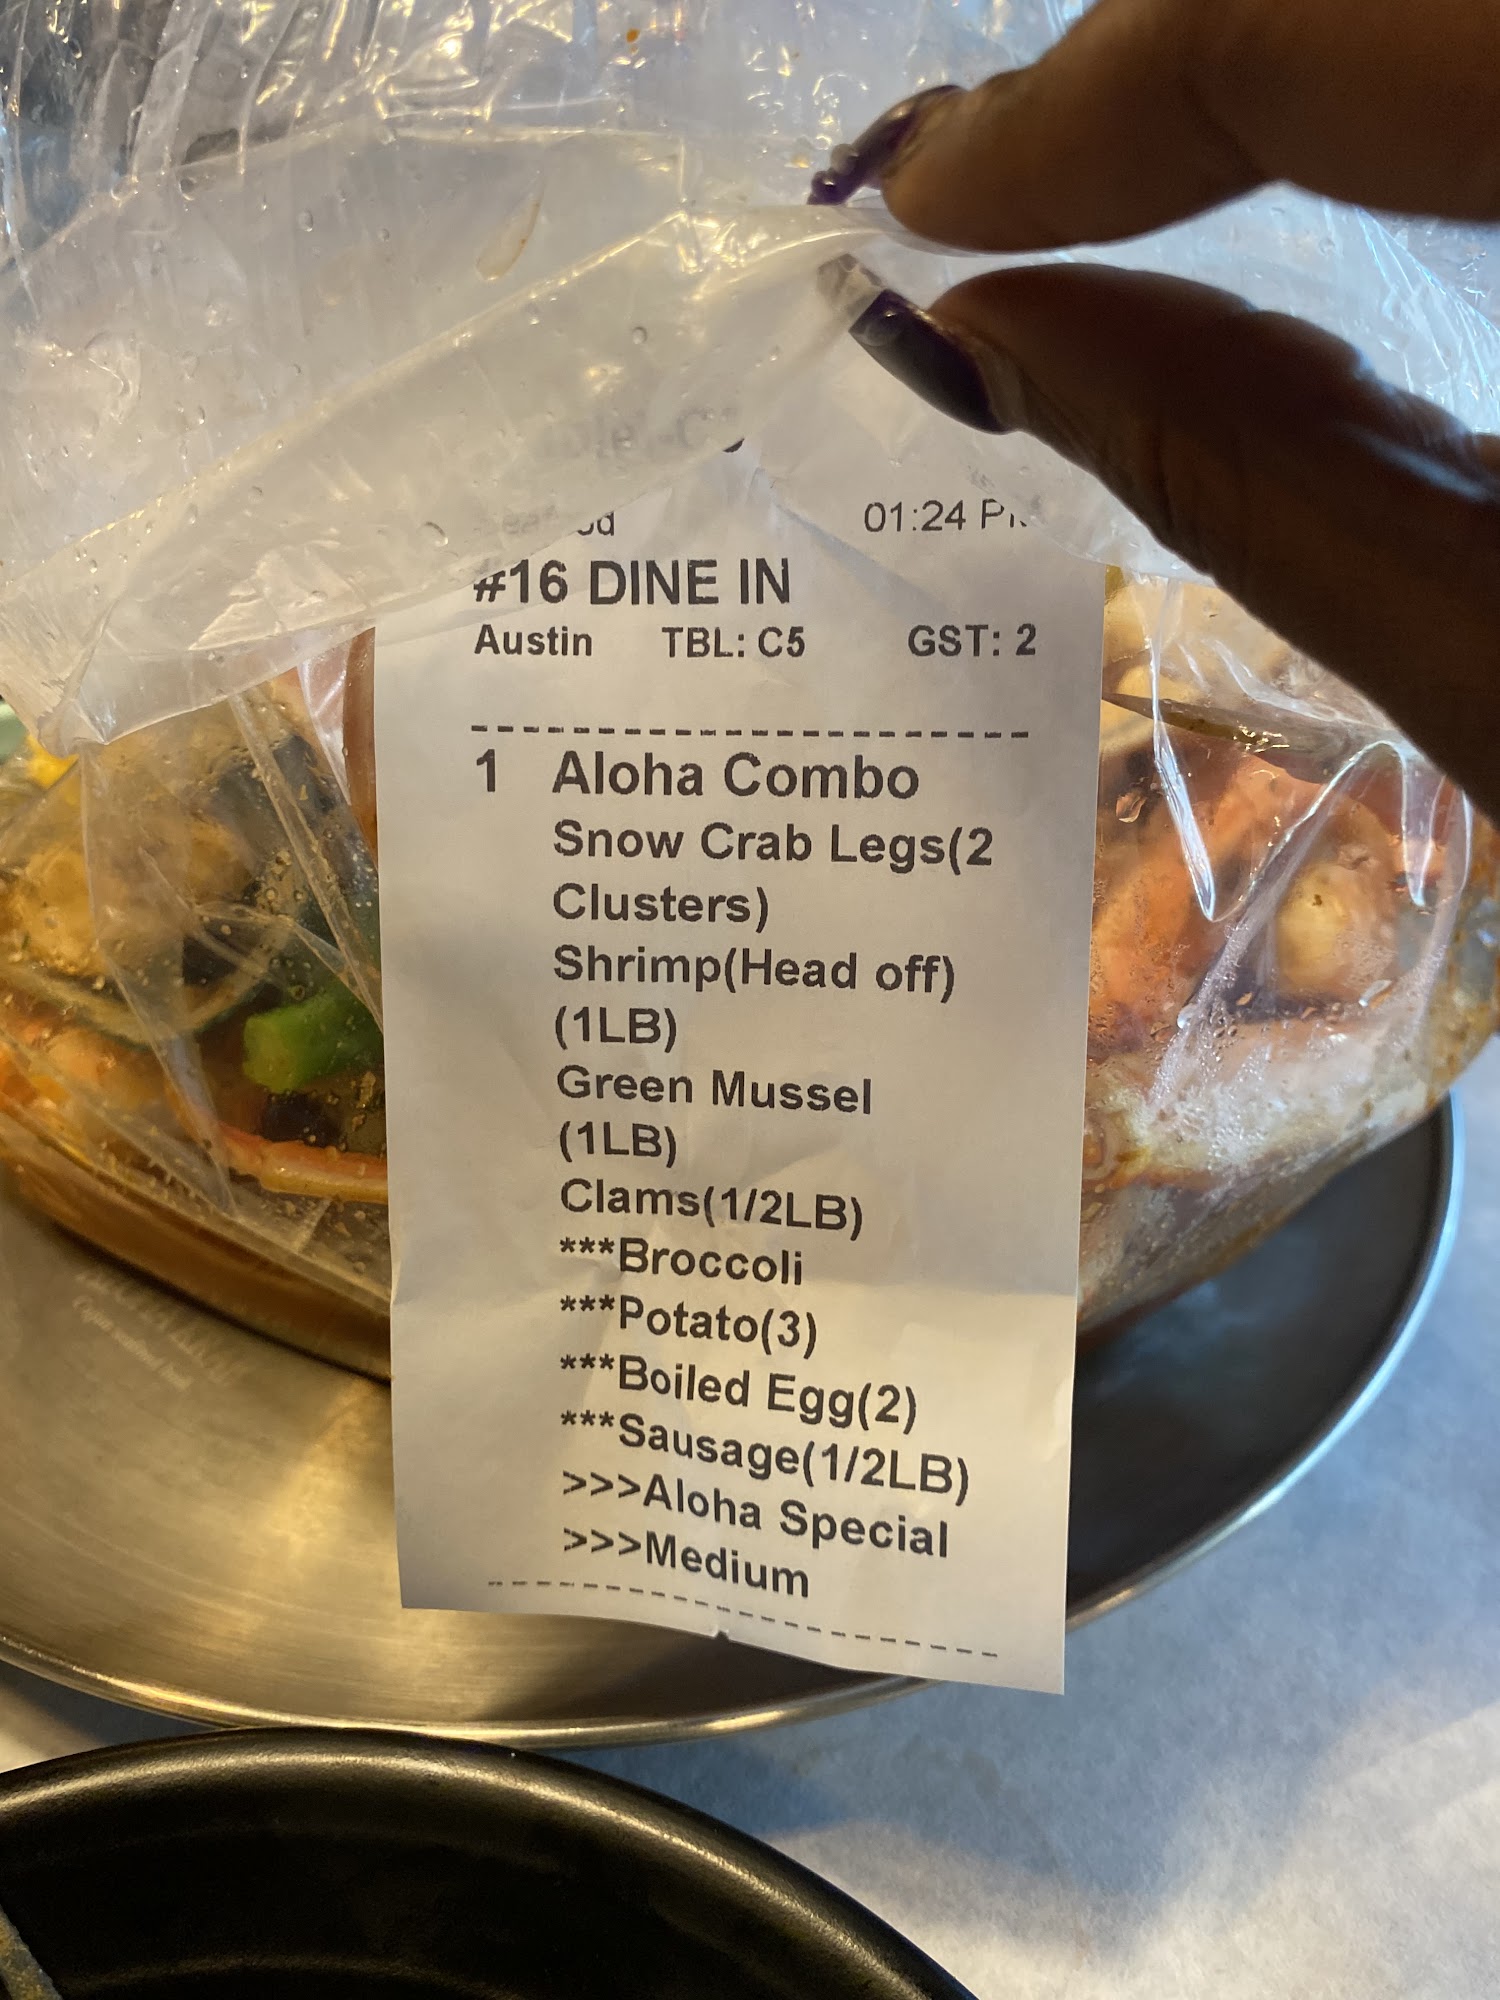 01:24
#16 DINE IN
Austin TBL: C5 GST: 2
1 Aloha Combo
Snow Crab Legs(2
Clusters)
Shrimp(Head off)
(1LB)
Green Mussel
(1LB)
Clams(1/2LB)
***Broccoli
***Potato(3)
***Boiled Egg(2)
***Sausage(1/2LB)
>>>Aloha Special
>>>Medium